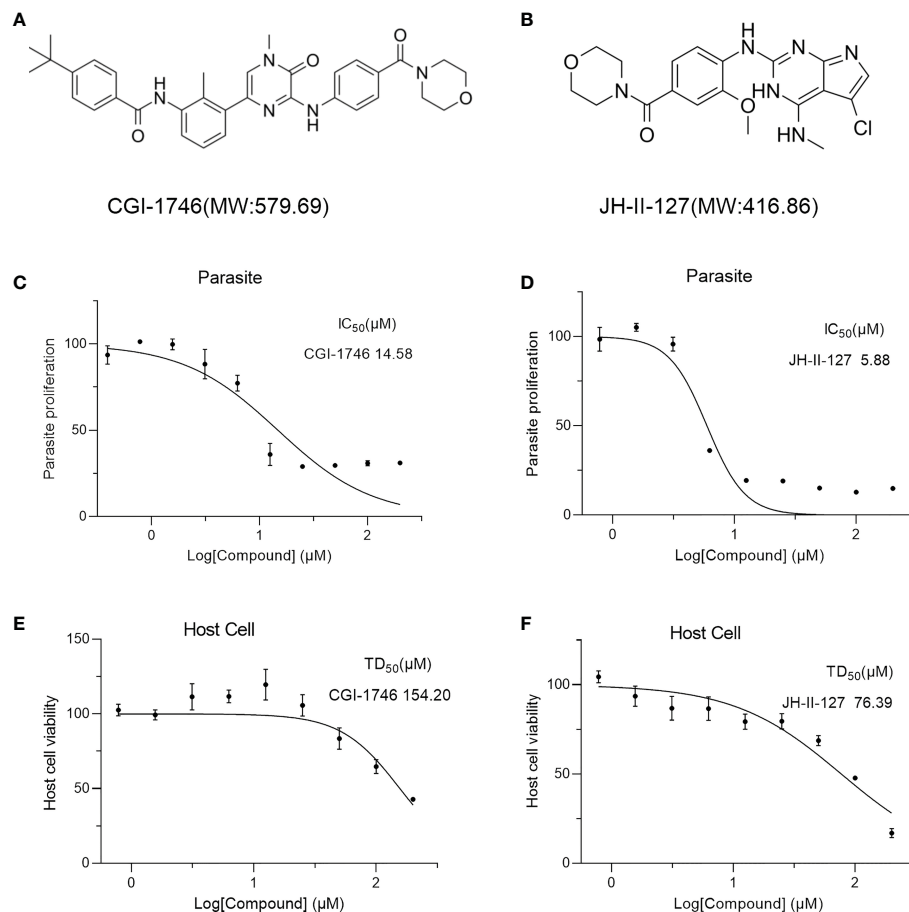 A
B
N
O
O
H
N
N
N
H
O
N
O
O
N
O
O
H
N
N
N
HN
O
HN
Cl
CGI-1746(MW:579.69)
JH-II-127(MW:416.86)
C
Parasite
IC50(μM)
CGI-1746 14.58
Parasite proliferation
100
50
0
0
1
2
Log[Compound] (μM)
D
Parasite
IC50(μM)
JH-II-127 5.88
Parasite proliferation
100
50
0
0
1
2
Log[Compound] (μM)
E
Host Cell
TD50(μM)
CGI-1746 154.20
Host cell viability
150
100
50
0
0
1
2
Log[Compound] (μM)
F
Host Cell
TD50(μM)
JH-II-127 76.39
Host cell viability
100
50
0
0
1
2
Log[Compound] (μM)